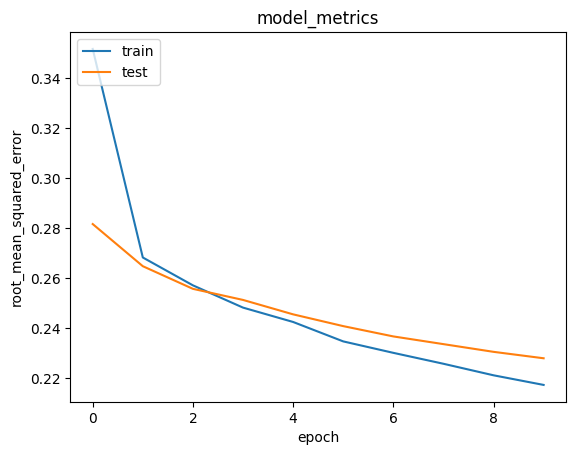 model_metrics
train
test
0.34
0.32
0.30
0.28
0.26
0.24
0.22
root_mean_squared_error
0 2 4 6 8
epoch